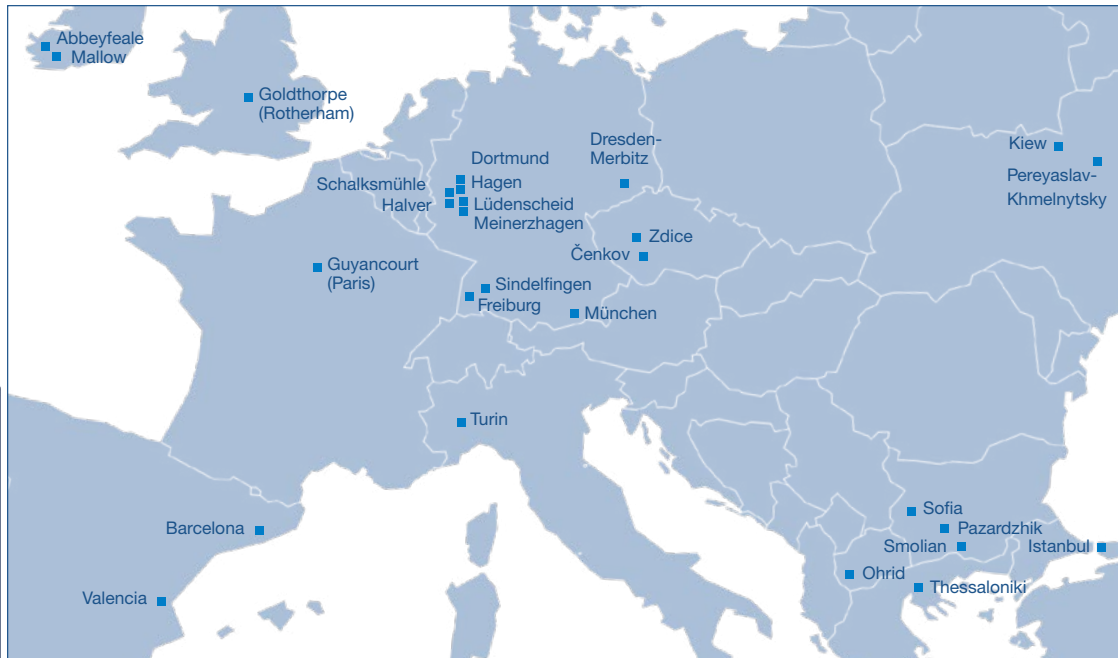 Abbeyfeale
Mallow
Goldthorpe
(Rotherham)
Dresden-
Merbitz
Kiew
Dortmund
Pereyaslav-
Khmelnytsky
Schalksmühle
Hagen
Halver
Lüdenscheid
Meinerzhagen
Zdice
Čenkov
Guyancourt
(Paris)
Sindelfingen
Freiburg
München
Turin
Sofia
Barcelona
Pazardzhik
Smolian
Istanbul
Ohrid
Thessaloniki
Valencia